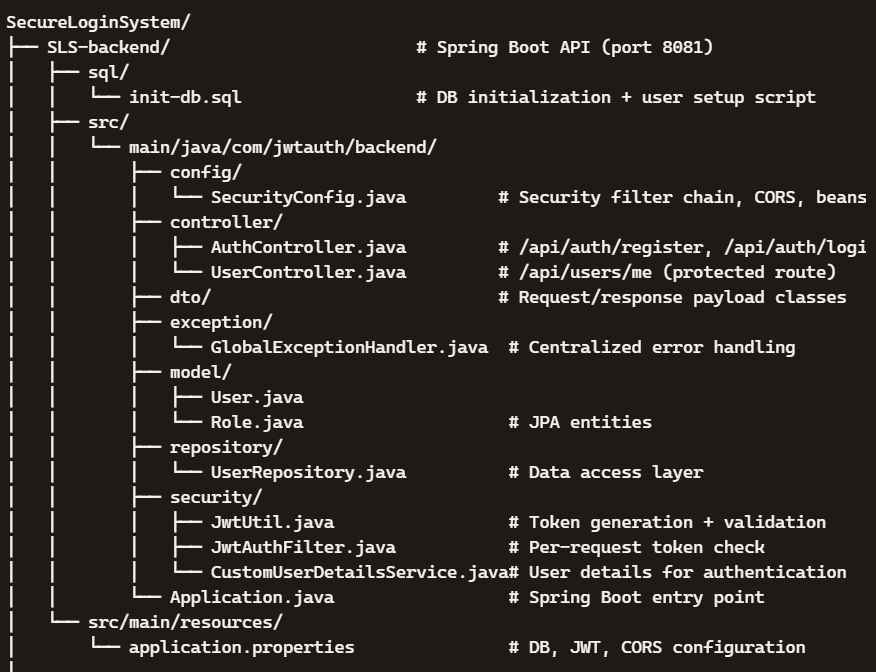 SecureLoginSystem/
├── SLS-backend/                        # Spring Boot API (port 8081)
│   ├── sql/
│   │   └── init-db.sql                 # DB initialization + user setup script
│   ├── src/
│   │   └── main/java/com/jwtauth/backend/
│   │       ├── config/
│   │       │   └── SecurityConfig.java         # Security filter chain, CORS, beans
│   │       ├── controller/
│   │       │   ├── AuthController.java         # /api/auth/register, /api/auth/logi
│   │       │   └── UserController.java         # /api/users/me (protected route)
│   │       ├── dto/                            # Request/response payload classes
│   │       ├── exception/
│   │       │   └── GlobalExceptionHandler.java  # Centralized error handling
│   │       ├── model/
│   │       │   ├── User.java
│   │       │   └── Role.java                    # JPA entities
│   │       ├── repository/
│   │       │   └── UserRepository.java          # Data access layer
│   │       ├── security/
│   │       │   ├── JwtUtil.java                 # Token generation + validation
│   │       │   ├── JwtAuthFilter.java           # Per-request token check
│   │       │   └── CustomUserDetailsService.java# User details for authentication
│   │       └── Application.java                 # Spring Boot entry point
│   └── src/main/resources/
│       └── application.properties               # DB, JWT, CORS configuration
│